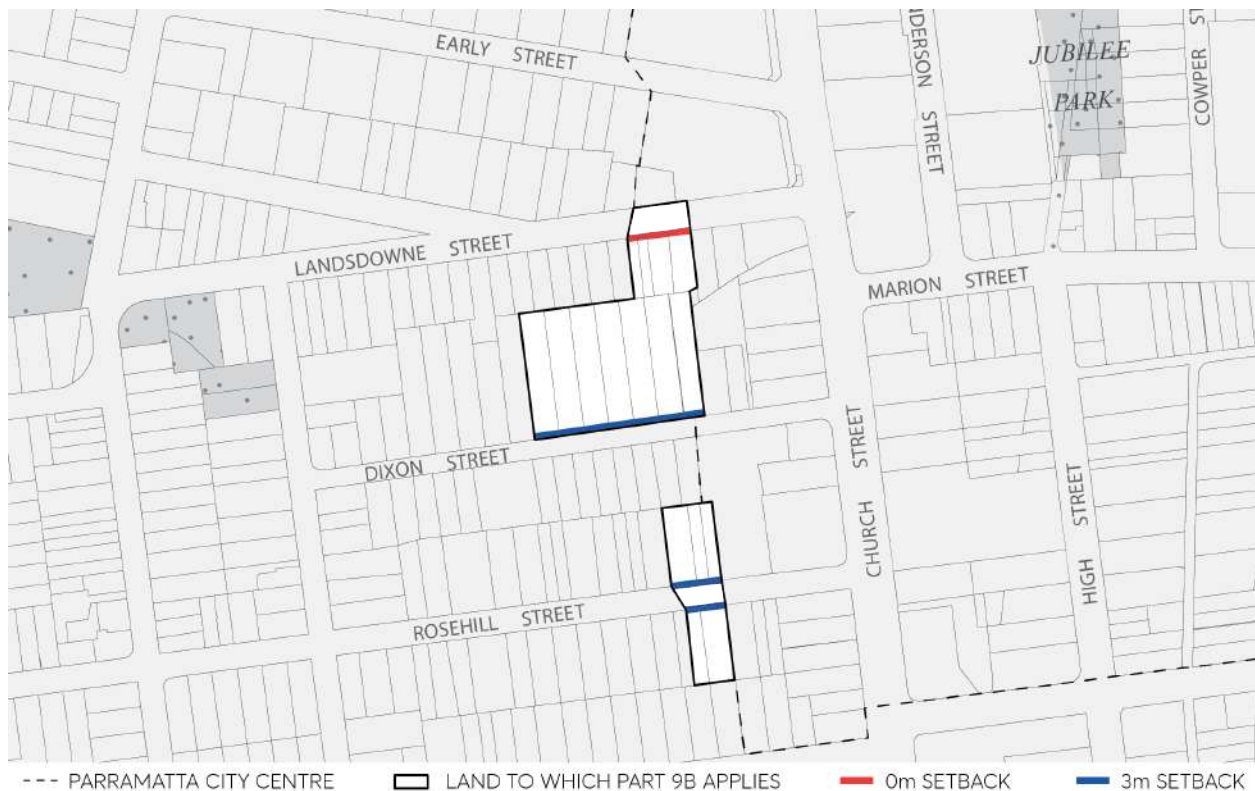 EARLY STREET
NDERSON STREET
JUBILEE
PARK
COWPER ST
LANDSDOWNE STREET
MARION STREET
DIXON STREET
CHURCH STREET
HIGH STREET
ROSEHILL STREET
PARRAMATTA CITY CENTRE
LAND TO WHICH PART 9B APPLIES
0m SETBACK
3m SETBACK